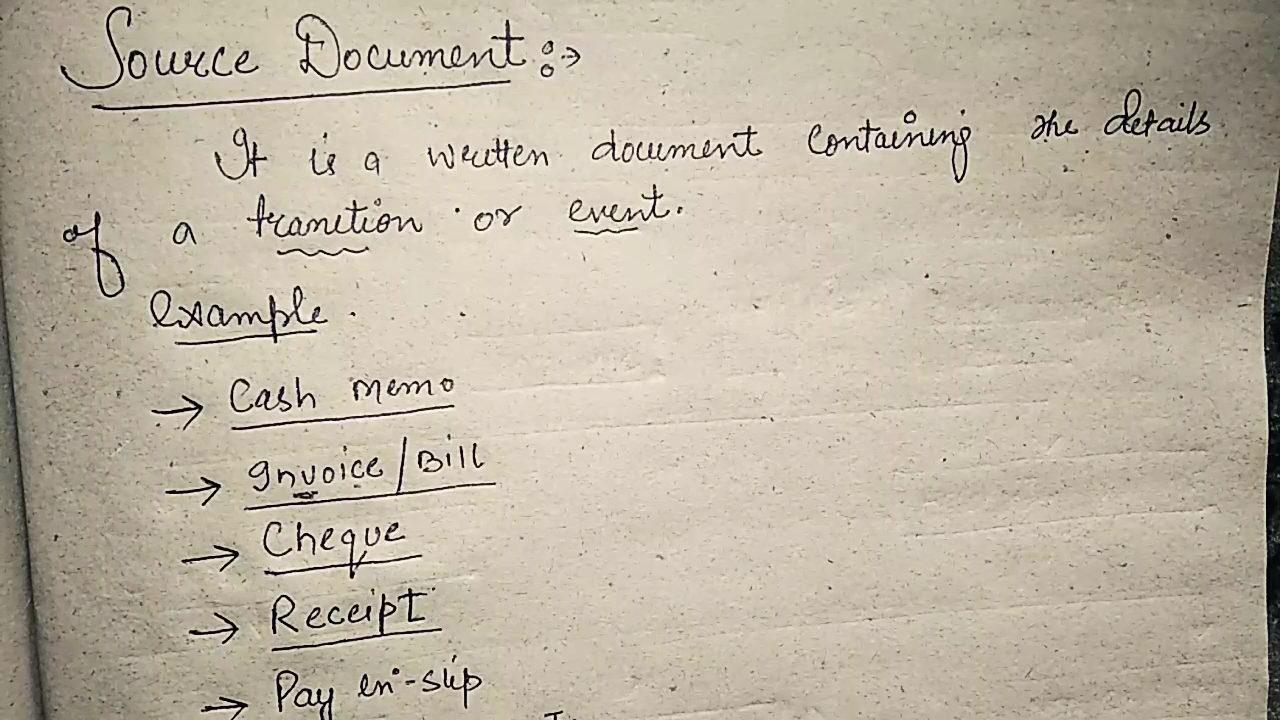 Source Document :→
It is a written document containing the details
of a tranction or event.
Example.
→ Cash memo
→ Invoice/Bill
→ Cheque
→ Receipt
→ Pay in-slip